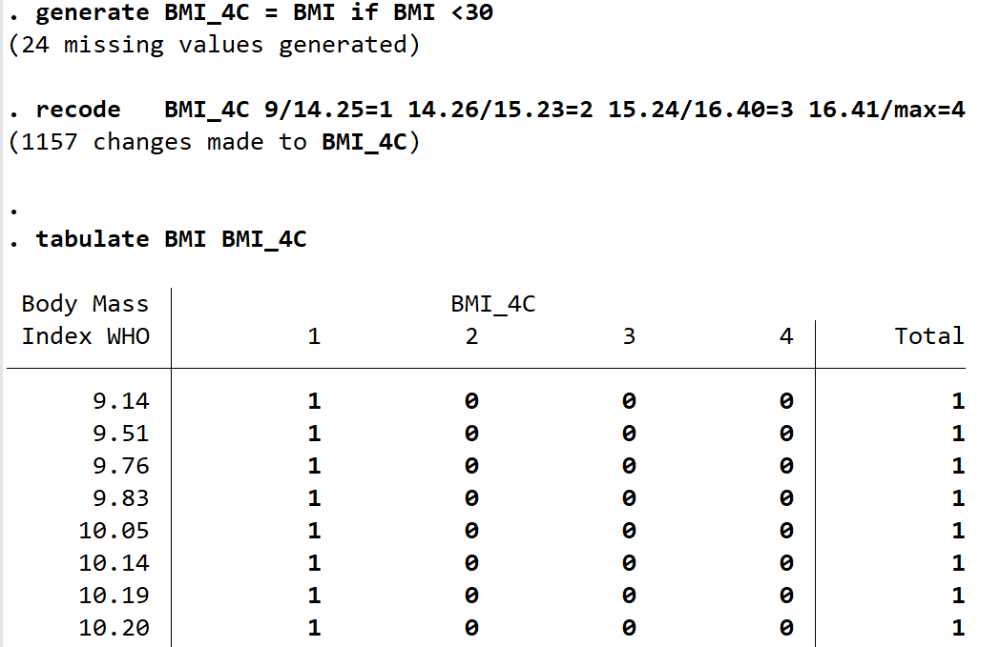 . generate BMI_4C = BMI if BMI <30
(24 missing values generated)
. recode BMI_4C 9/14.25=1 14.26/15.23=2 15.24/16.40=3 16.41/max=4
(1157 changes made to BMI_4C)
.
. tabulate BMI BMI_4C
Body Mass BMI_4C
Index WHO 1 2 3 4 Total
9.14 1 0 0 0 1
9.51 1 0 0 0 1
9.76 1 0 0 0 1
9.83 1 0 0 0 1
10.05 1 0 0 0 1
10.14 1 0 0 0 1
10.19 1 0 0 0 1
10.20 1 0 0 0 1